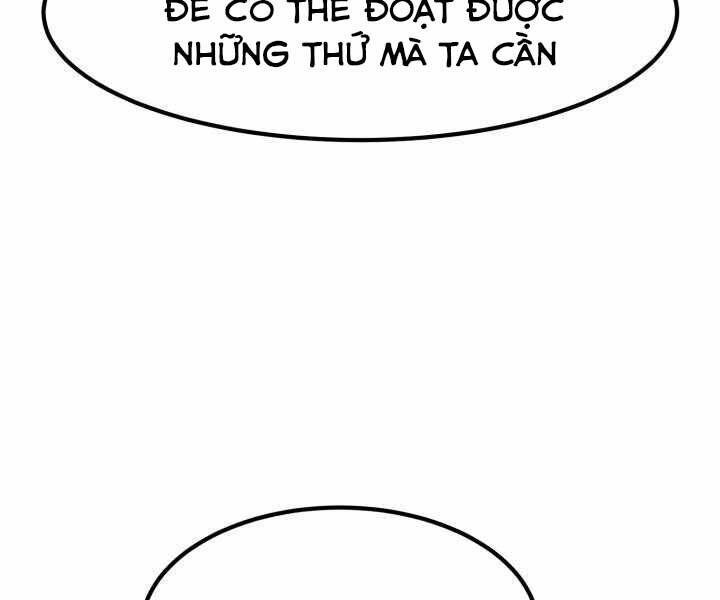 ĐỂ CÓ THỂ ĐOẠT ĐƯỢC
NHỮNG THỨ MÀ TA CẦN